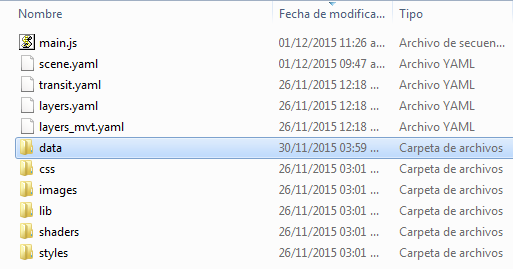 Nombre Fecha de modifica... Tipo
main.js 01/12/2015 11:26 a... Archivo de secuen...
scene.yaml 01/12/2015 09:47 a... Archivo YAML
transit.yaml 26/11/2015 12:18 ... Archivo YAML
layers.yaml 26/11/2015 12:18 ... Archivo YAML
layers_mvt.yaml 26/11/2015 12:18 ... Archivo YAML
data 30/11/2015 03:59 ... Carpeta de archivos
css 26/11/2015 03:01 ... Carpeta de archivos
images 26/11/2015 03:01 ... Carpeta de archivos
lib 26/11/2015 03:01 ... Carpeta de archivos
shaders 26/11/2015 03:01 ... Carpeta de archivos
styles 26/11/2015 03:01 ... Carpeta de archivos